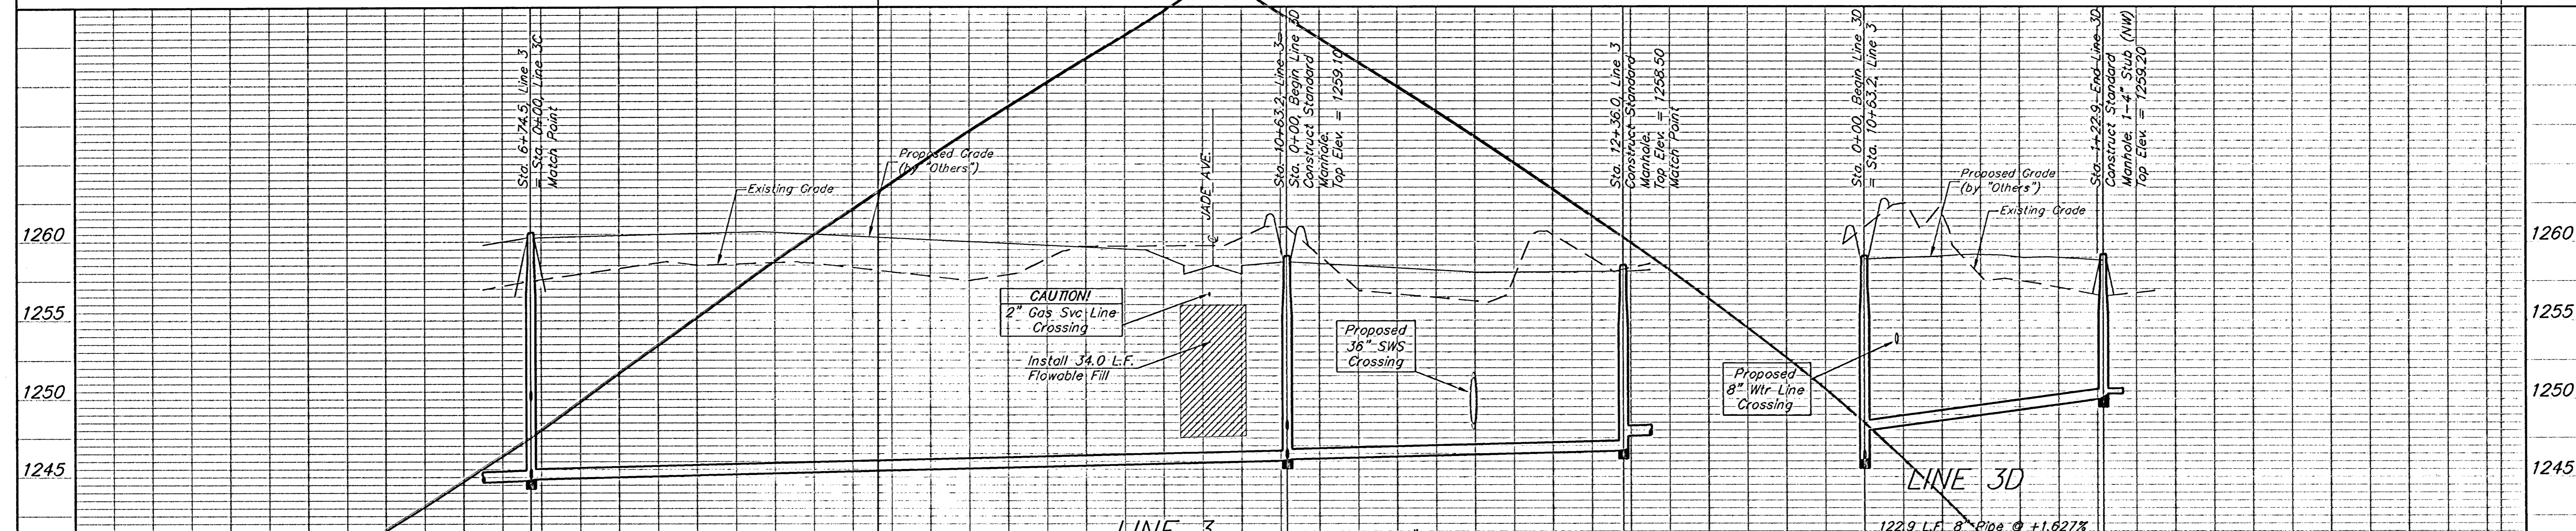 Sta. 6+74.5, Line 3
= Sta. 0+00, Line 3C
Match Point
Existing Grade
Proposed Grade
(by "Others")
JADE AVE.
℄
Sta. 10+63.2, Line 3=
Sta. 0+00, Begin Line 3D
Construct Standard
Manhole.
Top Elev. = 1259.10
Sta. 12+36.0, Line 3
Construct Standard
Manhole.
Top Elev. = 1258.50
Match Point
Sta. 0+00, Begin Line 3D
= Sta. 10+63.2, Line 3
Proposed Grade
(by "Others")
Existing Grade
Sta. 1+22.9, End Line 3D
Construct Standard
Manhole. 1-4" Stub (NW)
Top Elev. = 1259.20
1260
1255
1250
1245
CAUTION!
2" Gas Svc Line
Crossing
Install 34.0 L.F.
Flowable Fill
Proposed
36" SWS
Crossing
Proposed
8" Wtr Line
Crossing
1260
1255
1250
1245
LINE 3
LINE 3D
122.9 L.F. 8" Pipe @ +1.627%